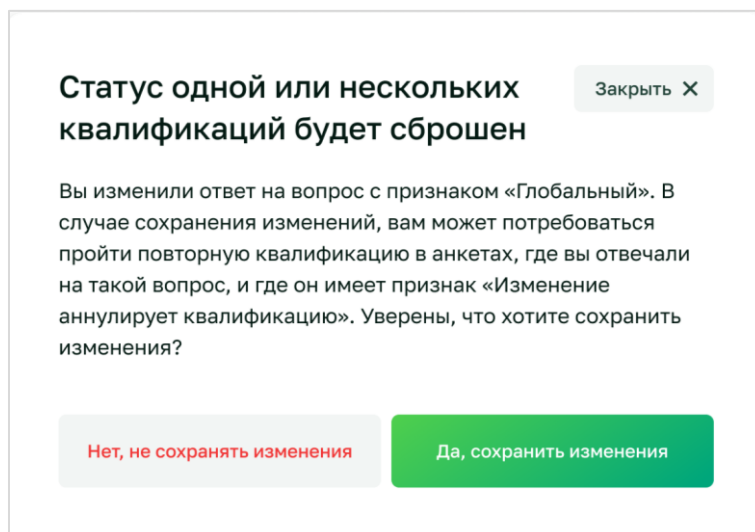 Статус одной или нескольких
квалификаций будет сброшен
Закрыть
Вы изменили ответ на вопрос с признаком «Глобальный». В
случае сохранения изменений, вам может потребоваться
пройти повторную квалификацию в анкетах, где вы отвечали
на такой вопрос, и где он имеет признак «Изменение
аннулирует квалификацию». Уверены, что хотите сохранить
изменения?
Нет, не сохранять изменения
Да, сохранить изменения